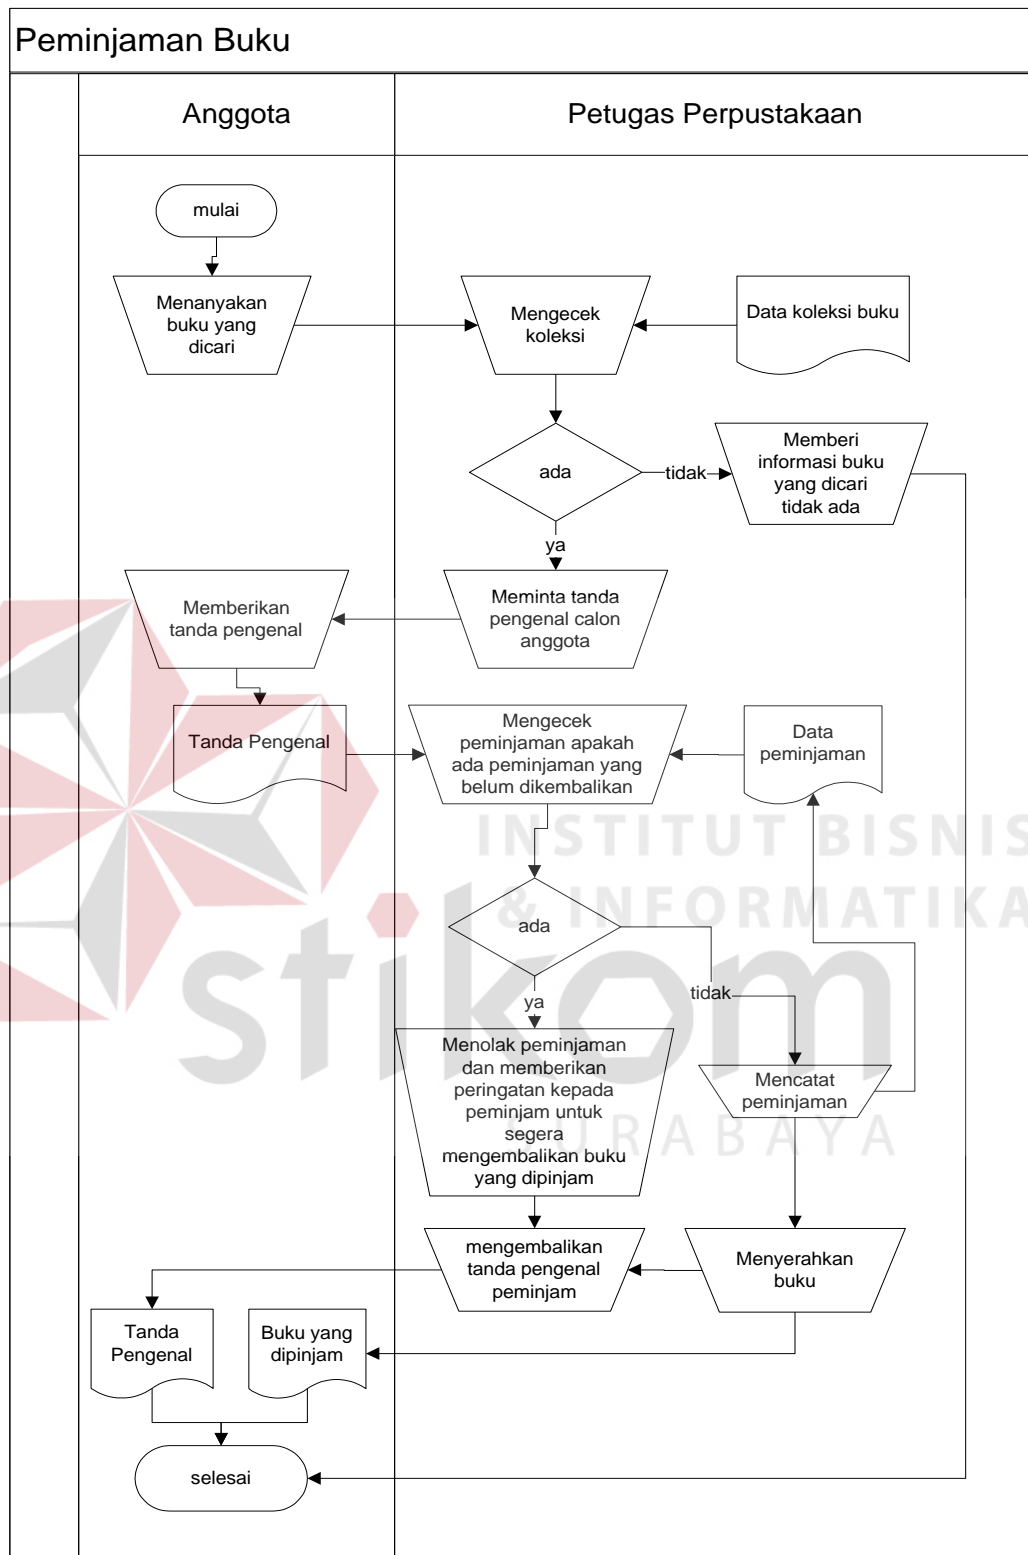 Peminjaman Buku
Anggota
Petugas Perpustakaan
mulai
Menanyakan
buku yang
dicari
Mengecek
koleksi
Data koleksi buku
ada
tidak
Memberi
informasi buku
yang dicari
tidak ada
ya
Memberikan
tanda pengenal
Meminta tanda
pengenal calon
anggota
Tanda Pengenal
Mengecek
peminjaman apakah
ada peminjaman yang
belum dikembalikan
Data
peminjaman
INSTITUT BISNIS
& INFORMATIKA
stikom
SURABAYA
ada
ya
tidak
Menolak peminjaman
dan memberikan
peringatan kepada
peminjam untuk
segera
mengembalikan buku
yang dipinjam
Mencatat
peminjaman
mengembalikan
tanda pengenal
peminjam
Menyerahkan
buku
Tanda
Pengenal
Buku yang
dipinjam
selesai